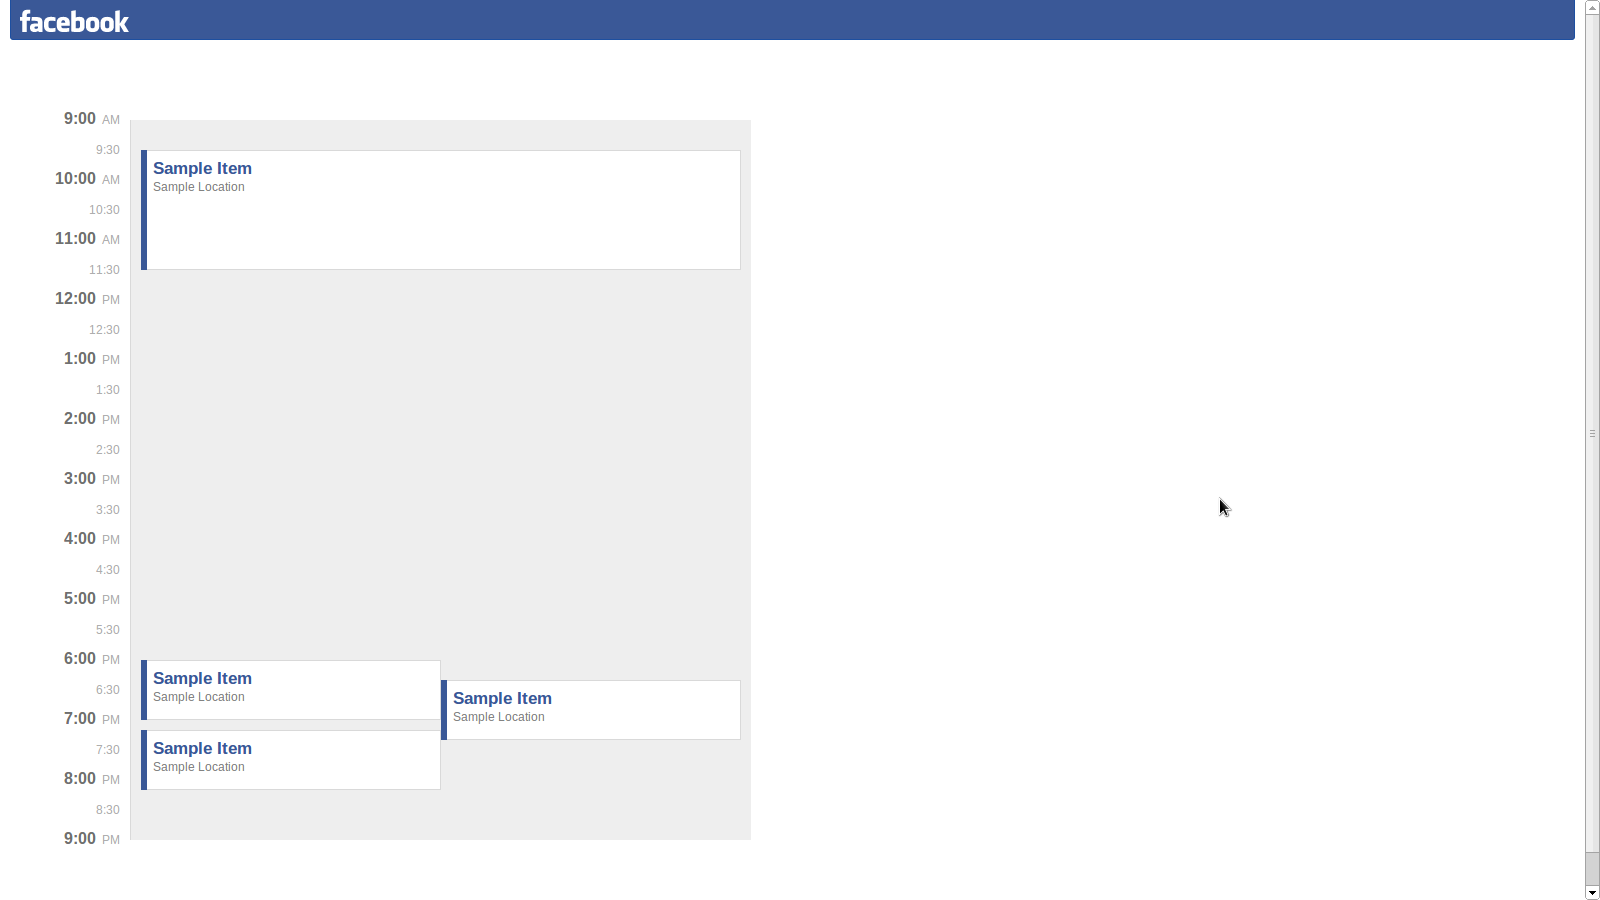 facebook
9:00 AM
9:30
Sample Item
10:00 AM
Sample Location
10:30
11:00 AM
11:30
12:00 PM
12:30
1:00 PM
1:30
2:00 PM
2:30
3:00 PM
3:30
4:00 PM
4:30
5:00 PM
5:30
6:00 PM
Sample Item
Sample Location
6:30
Sample Item
Sample Location
7:00 PM
7:30
Sample Item
Sample Location
8:00 PM
8:30
9:00 PM